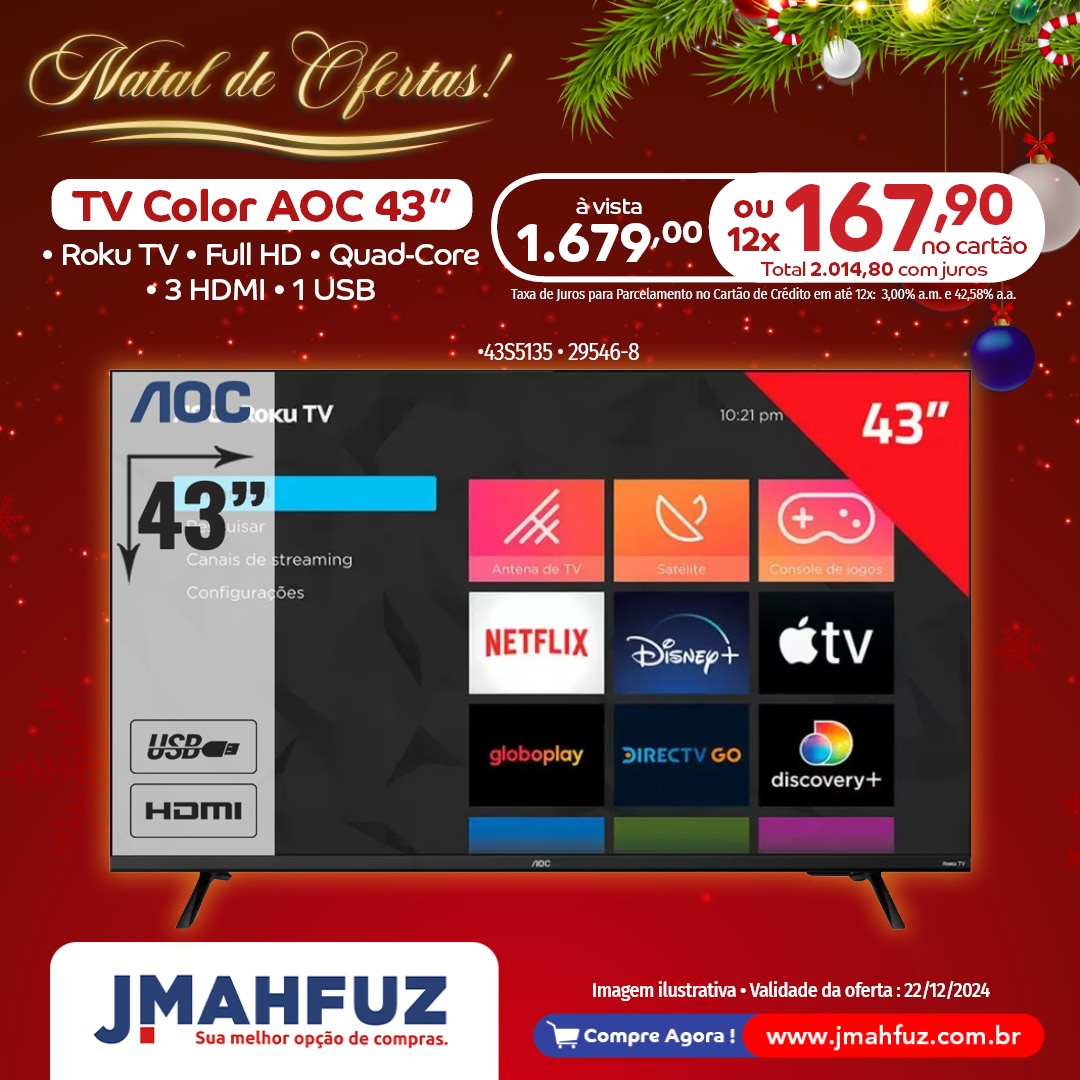 Natal de Ofertas!
TV Color AOC 43"
• Roku TV • Full HD • Quad-Core
• 3 HDMI • 1 USB
à vista
1.679,00
ou
12x
167,90
no cartão
Total 2.014,80 com juros
Taxa de Juros para Parcelamento no Cartão de Crédito em até 12x: 3,00% a.m. e 42,58% a.a.
•43S5135 • 29546-8
AOC
Roku TV
10:21 pm
43"
43"
Canais de streaming
Configurações
Antena de TV
Satélite
Console de jogos
NETFLIX
Disney+
tv
globoplay
DIRECTV GO
discovery+
USB
HDMI
AOC
Roku TV
JMAHFUZ
Sua melhor opção de compras.
Imagem ilustrativa • Validade da oferta : 22/12/2024
Compre Agora !
www.jmahfuz.com.br